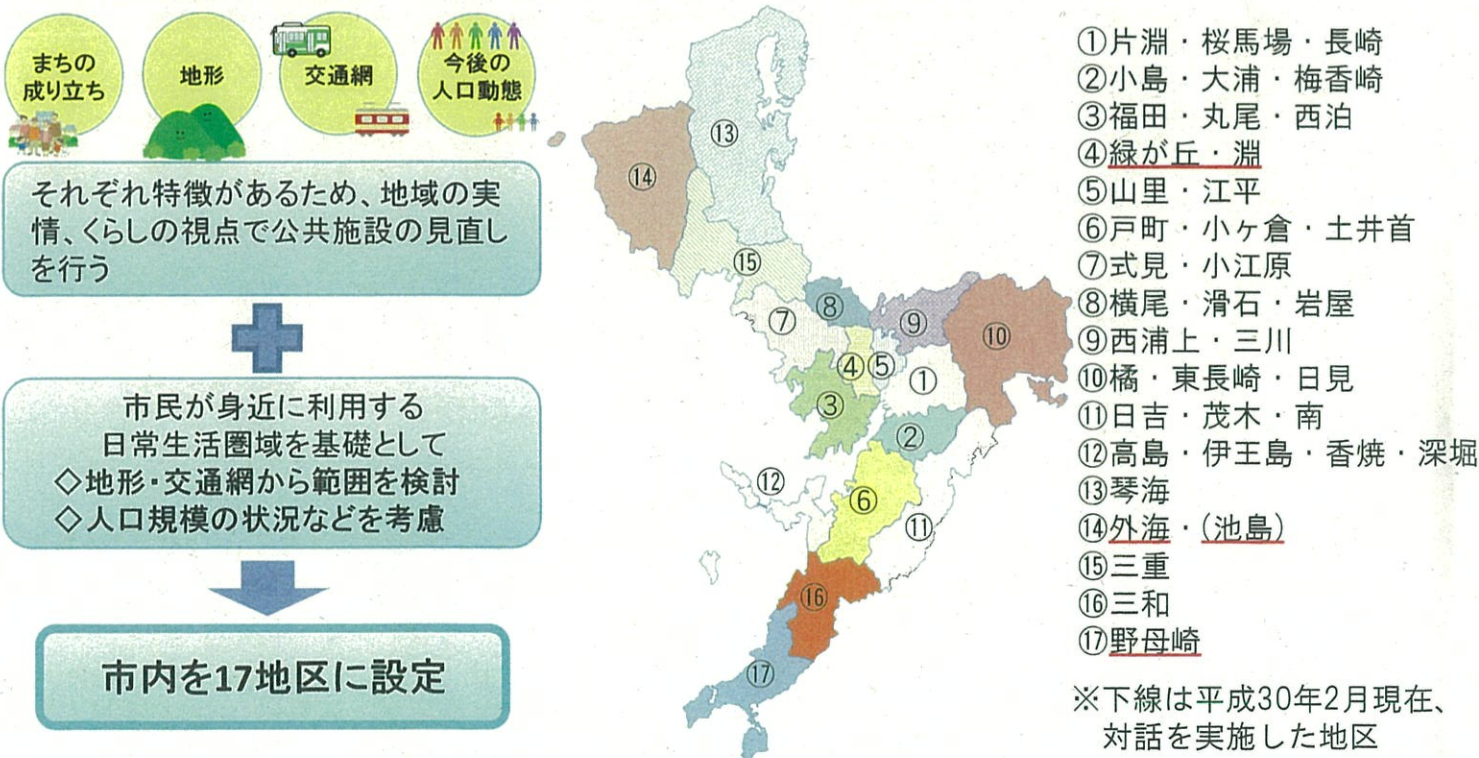 まちの
成り立ち
地形
交通網
今後の
人口動態
それぞれ特徴があるため、地域の実
情、くらしの視点で公共施設の見直し
を行う
市民が身近に利用する
日常生活圏域を基礎として
◇地形・交通網から範囲を検討
◇人口規模の状況などを考慮
市内を17地区に設定
⑬
⑭
⑮
⑧
⑦
⑨
⑩
④
⑤
①
③
②
⑫
⑥
⑪
⑯
⑰
①片淵・桜馬場・長崎
②小島・大浦・梅香崎
③福田・丸尾・西泊
④緑が丘・淵
⑤山里・江平
⑥戸町・小ヶ倉・土井首
⑦式見・小江原
⑧横尾・滑石・岩屋
⑨西浦上・三川
⑩橘・東長崎・日見
⑪日吉・茂木・南
⑫高島・伊王島・香焼・深堀
⑬琴海
⑭外海・(池島)
⑮三重
⑯三和
⑰野母崎
※下線は平成30年2月現在、
対話を実施した地区